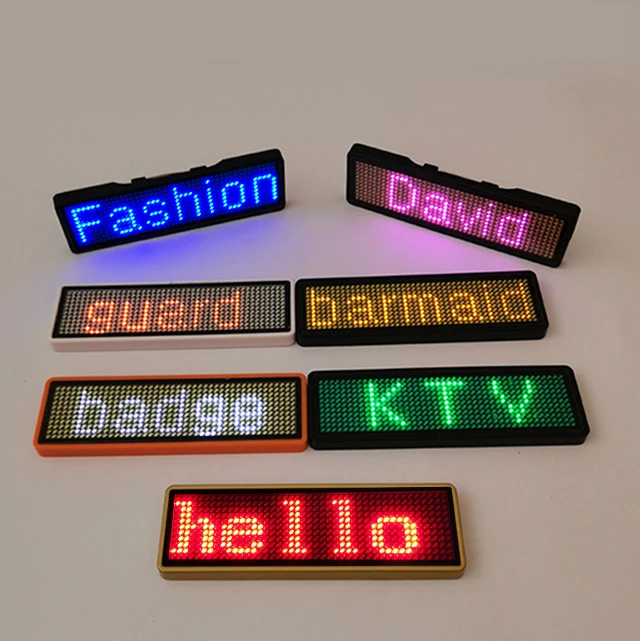 Fashion
David
guard
barmaid
badge
KTV
hello